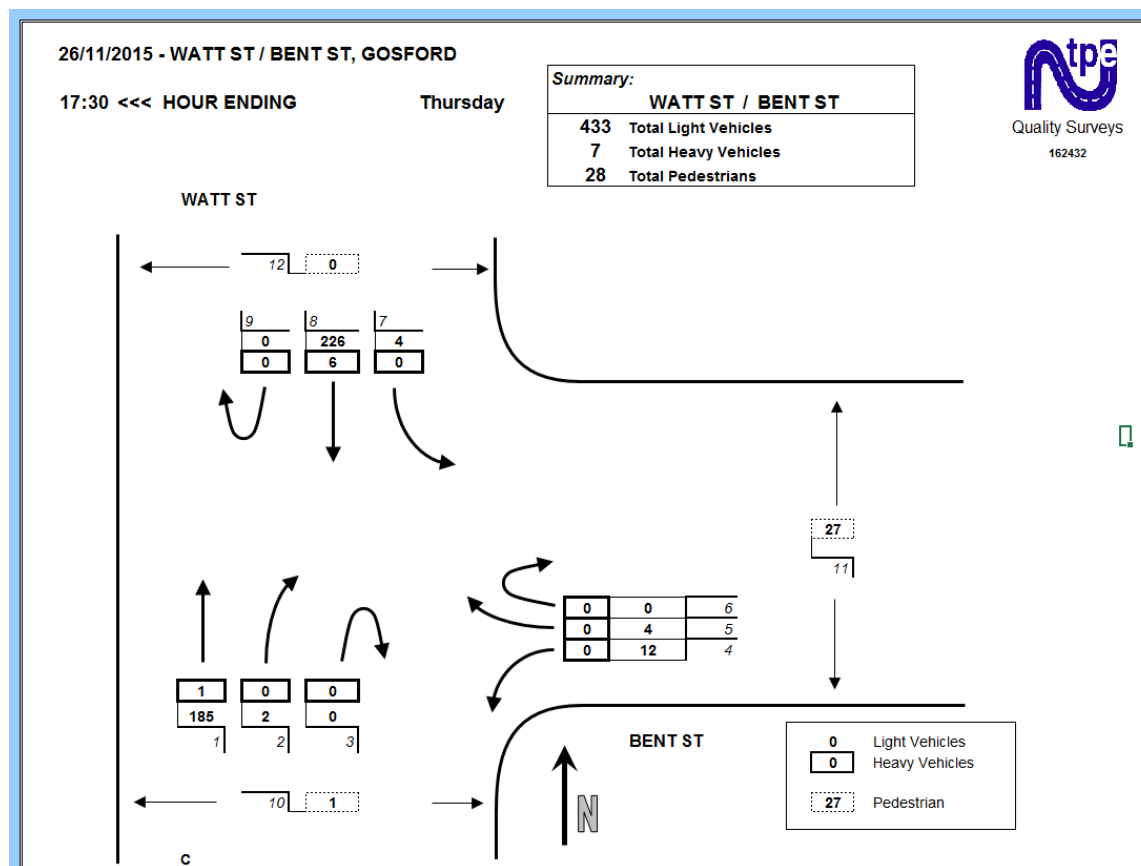 26/11/2015 - WATT ST / BENT ST, GOSFORD
17:30 <<< HOUR ENDING Thursday
Summary:
WATT ST / BENT ST
433 Total Light Vehicles
7 Total Heavy Vehicles
28 Total Pedestrians
tpe
Quality Surveys
162432
WATT ST
12 0
9 8 7
0 226 4
0 6 0
27
11
0 0 6
0 4 5
0 12 4
1 0 0
185 2 0
1 2 3
BENT ST
0 Light Vehicles
0 Heavy Vehicles
27 Pedestrian
10 1
N
C